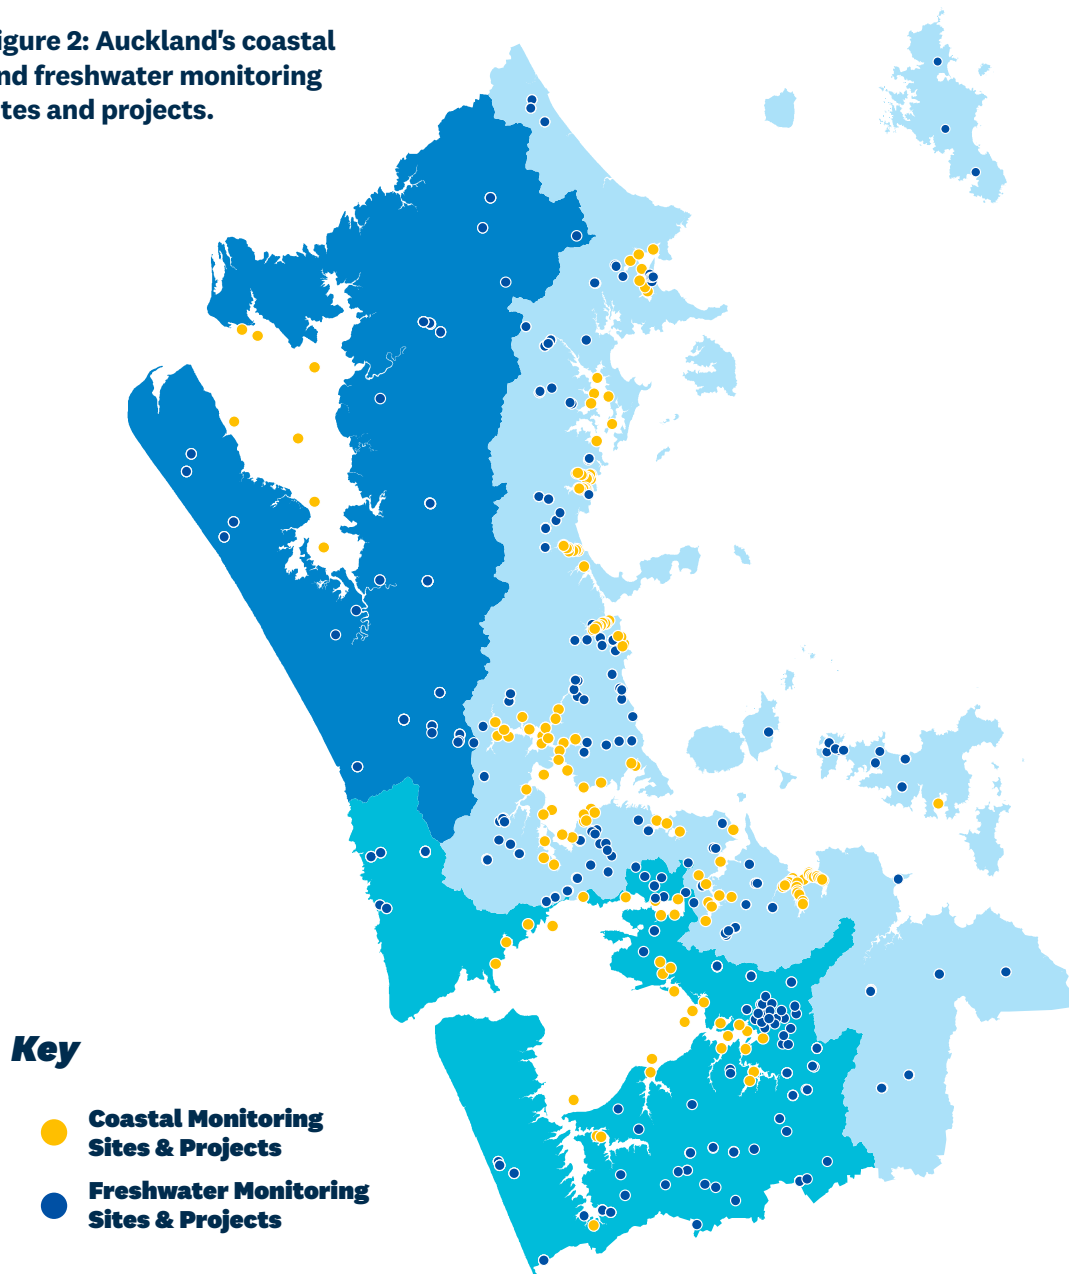 igure 2: Auckland's coastal
nd freshwater monitoring
tes and projects.
Key
Coastal Monitoring
Sites & Projects
Freshwater Monitoring
Sites & Projects